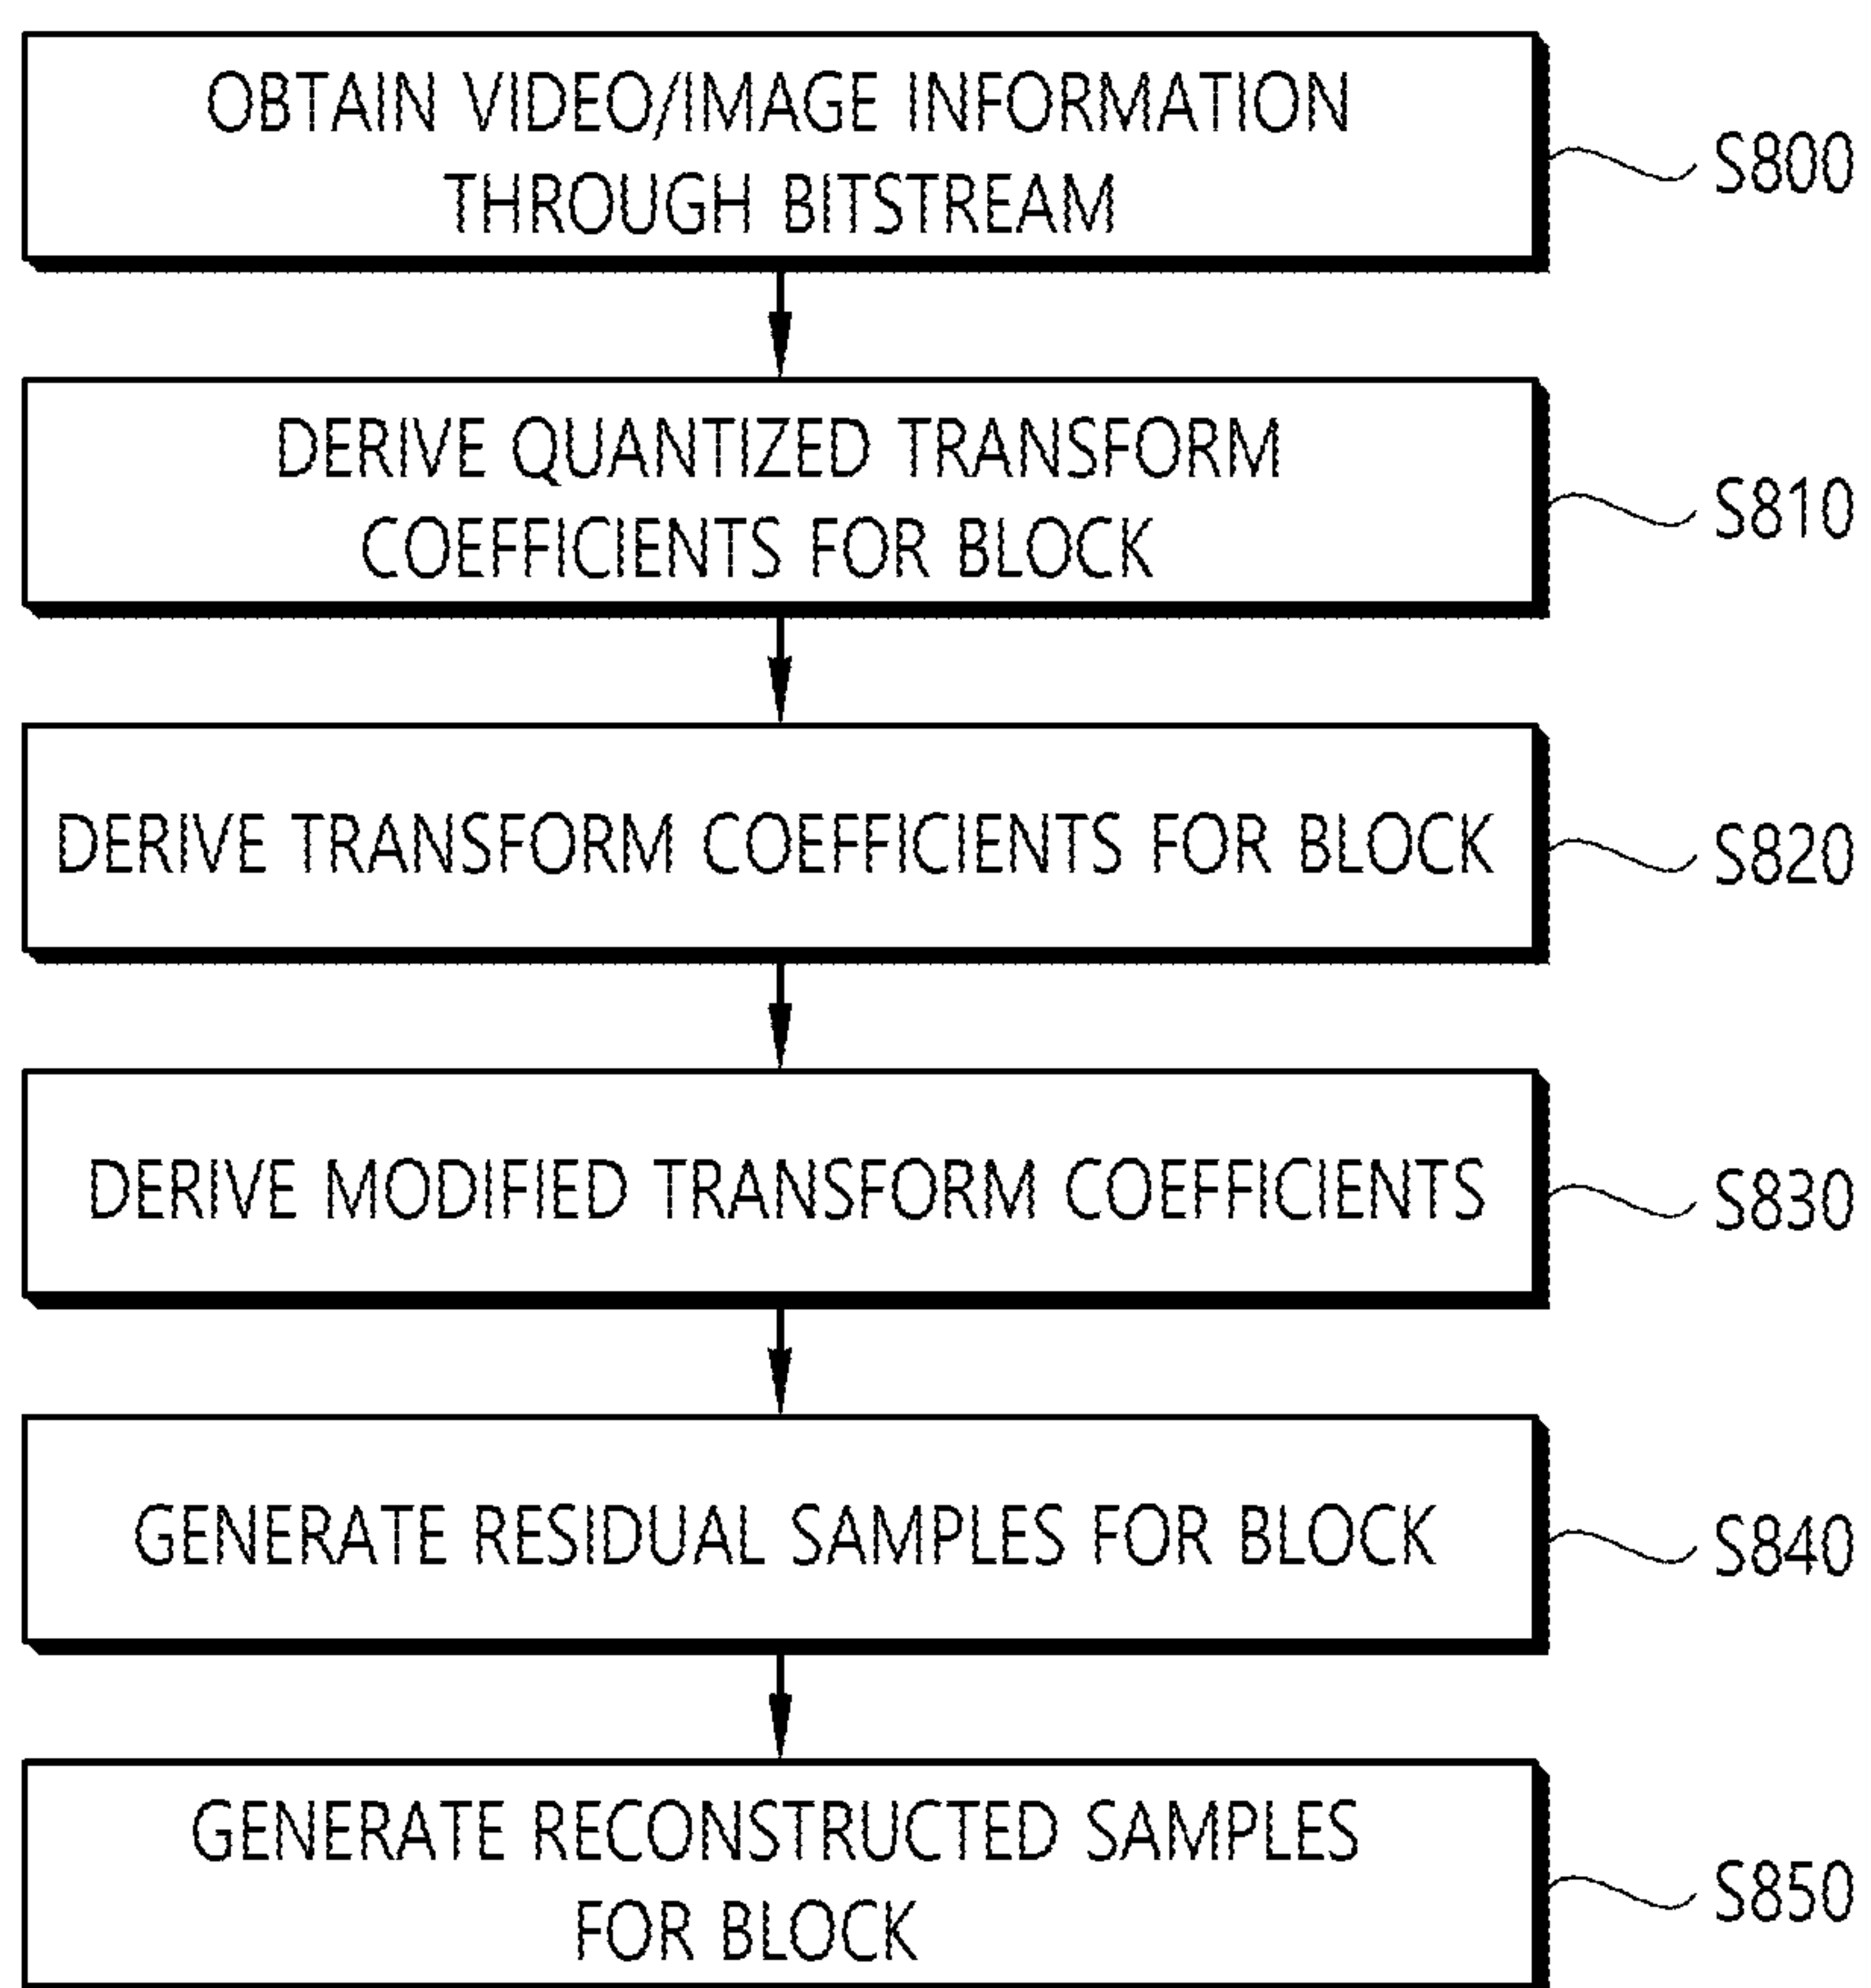 OBTAIN VIDEO/IMAGE INFORMATION
THROUGH BITSTREAM
S800
DERIVE QUANTIZED TRANSFORM
COEFFICIENTS FOR BLOCK
S810
DERIVE TRANSFORM COEFFICIENTS FOR BLOCK
S820
DERIVE MODIFIED TRANSFORM COEFFICIENTS
S830
GENERATE RESIDUAL SAMPLES FOR BLOCK
S840
GENERATE RECONSTRUCTED SAMPLES
FOR BLOCK
S850